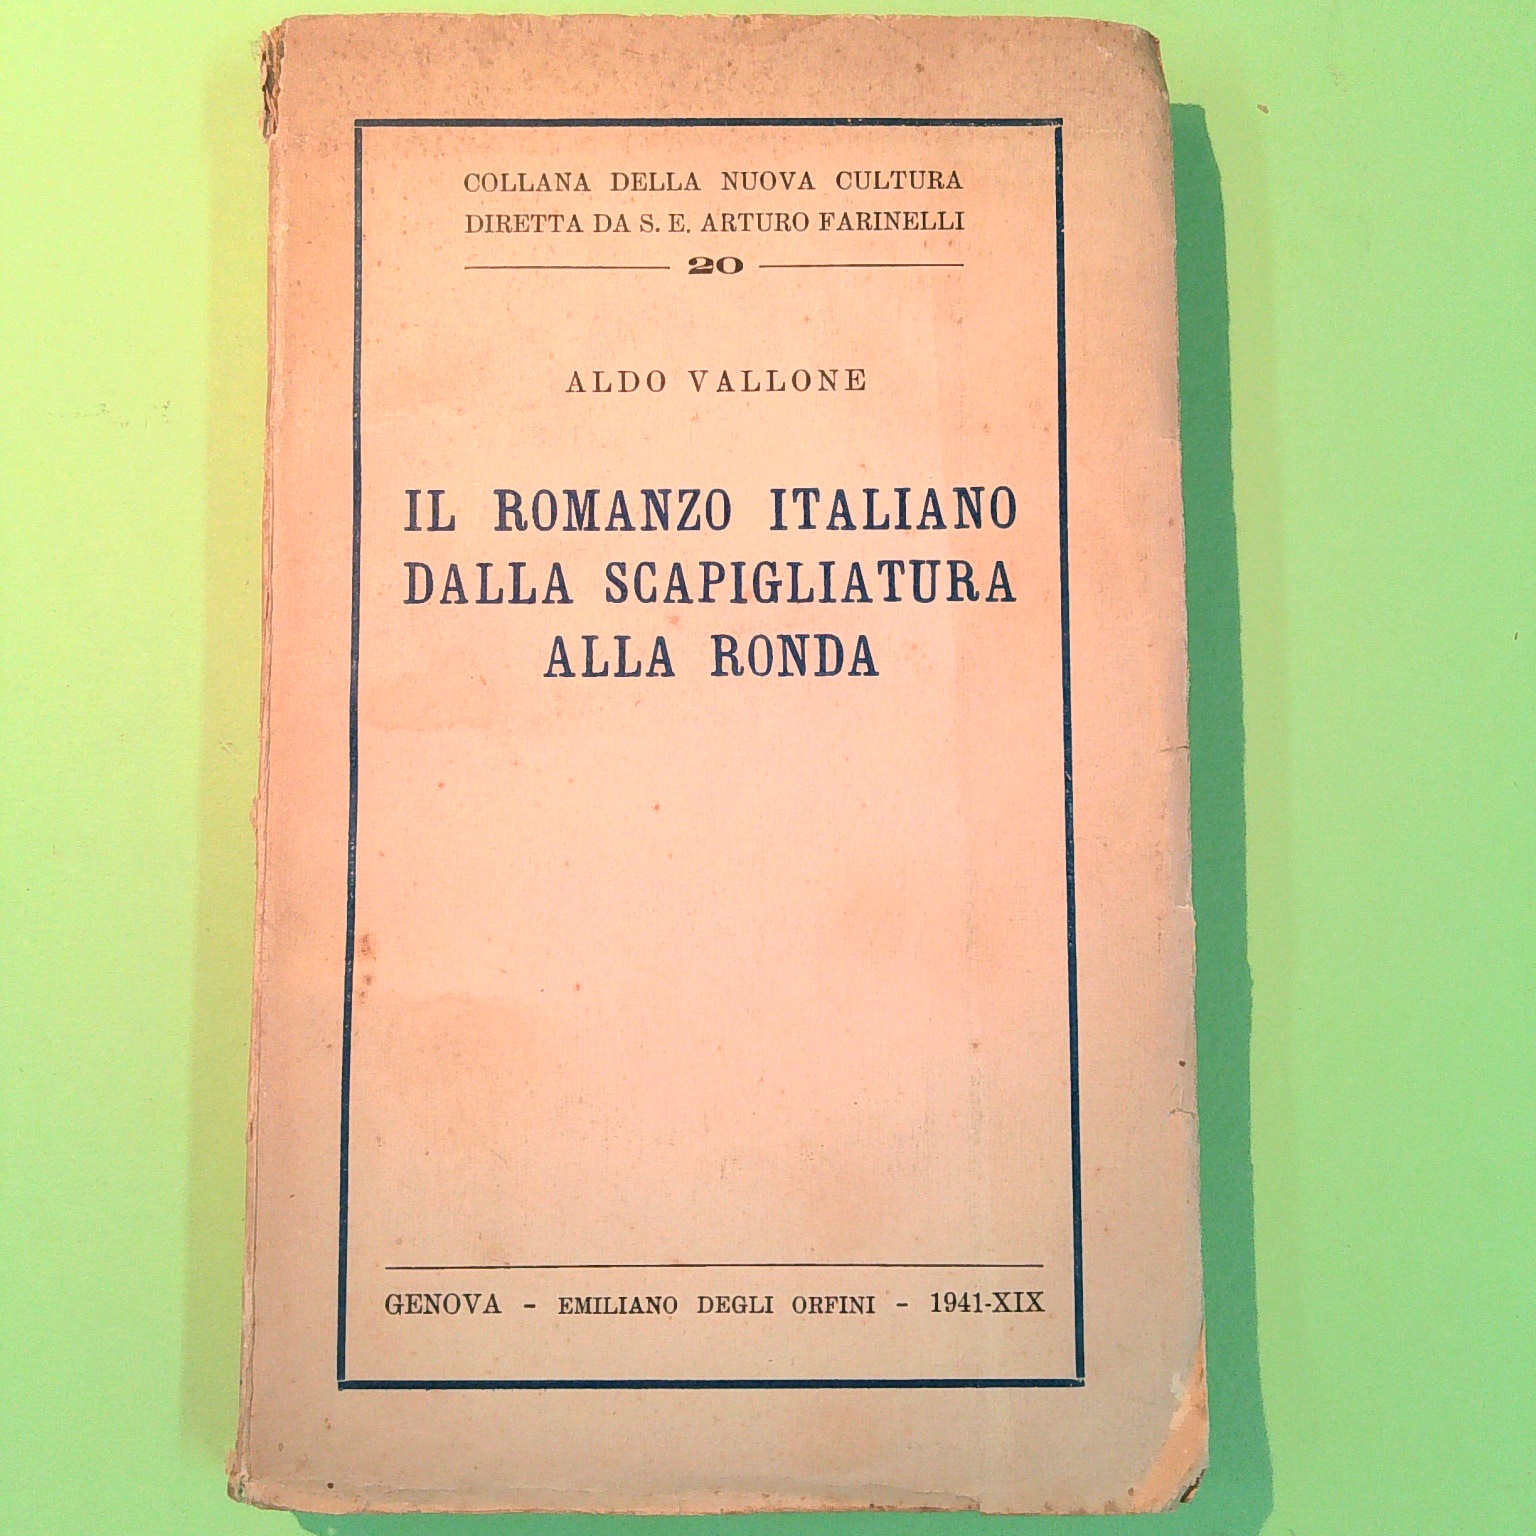 COLLANA DELLA NUOVA CULTURA
DIRETTA DA S. E. ARTURO FARINELLI
20
ALDO VALLONE
IL ROMANZO ITALIANO
DALLA SCAPIGLIATURA
ALLA RONDA
GENOVA - EMILIANO DEGLI ORFINI - 1941-XIX